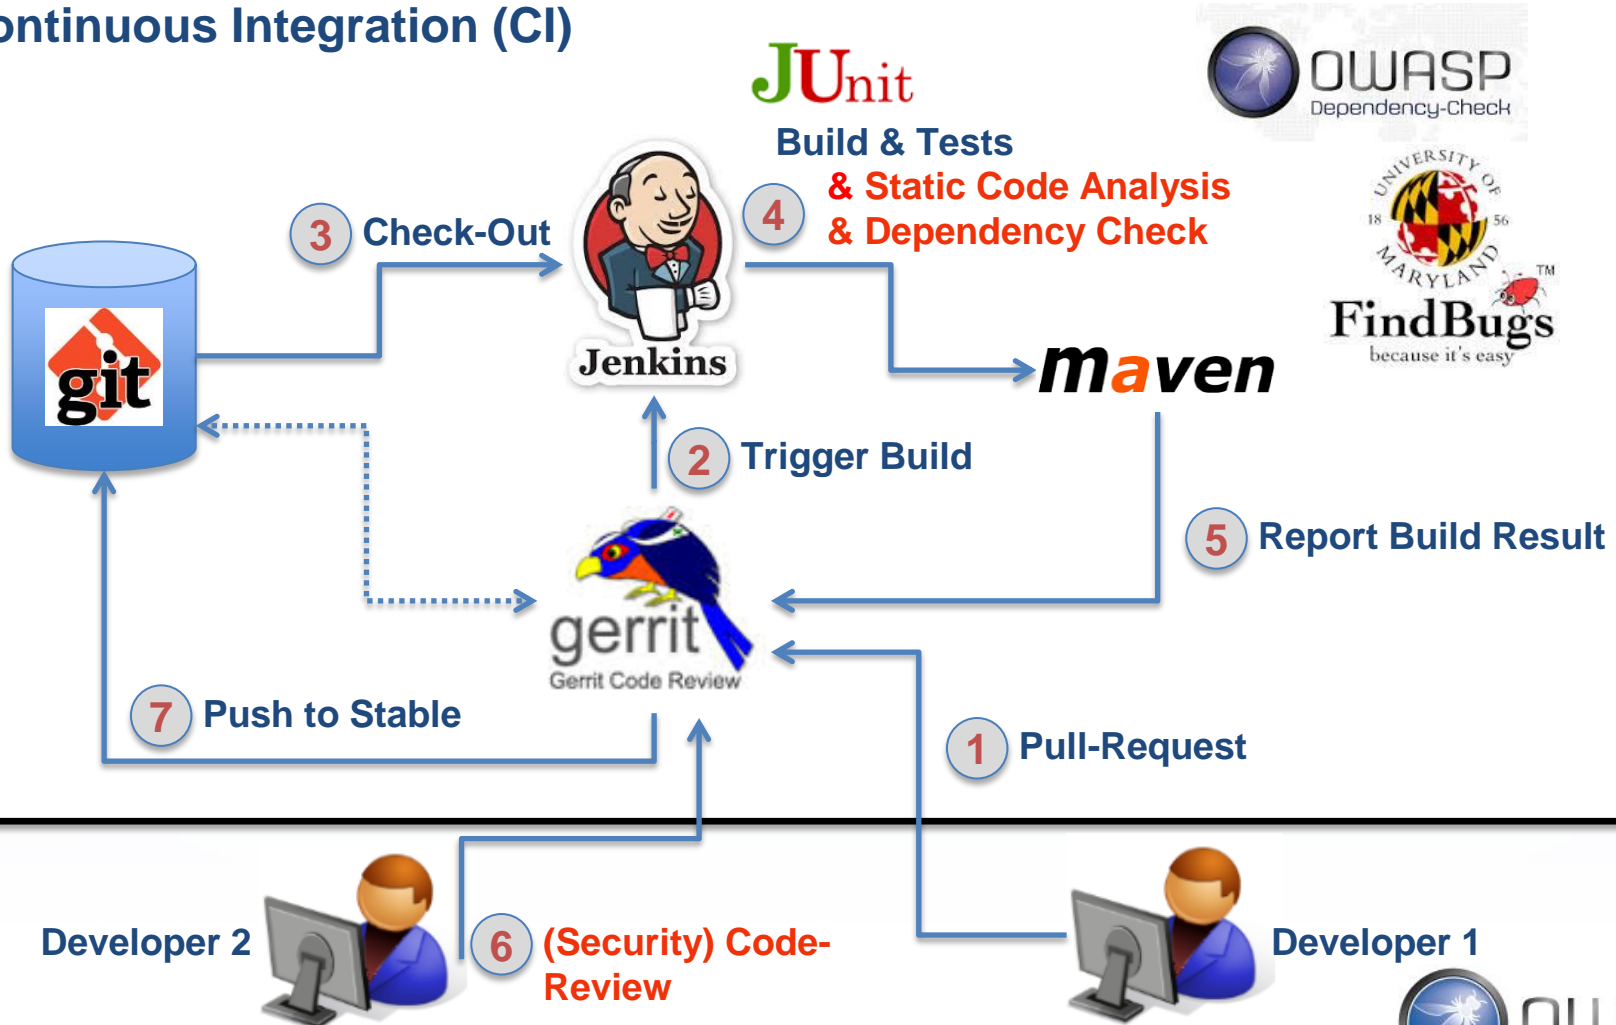 ontinuous Integration (CI)
JUnit
OWASP
Dependency-Check
Build & Tests
& Static Code Analysis
& Dependency Check
4
3
Check-Out
UNIVERSITY OF
18 56
MARYLAND
TM
FindBugs
because it's easy
git
Jenkins
maven
2
Trigger Build
5
Report Build Result
gerrit
Gerrit Code Review
7
Push to Stable
1
Pull-Request
Developer 2
6
(Security) Code-
Review
Developer 1